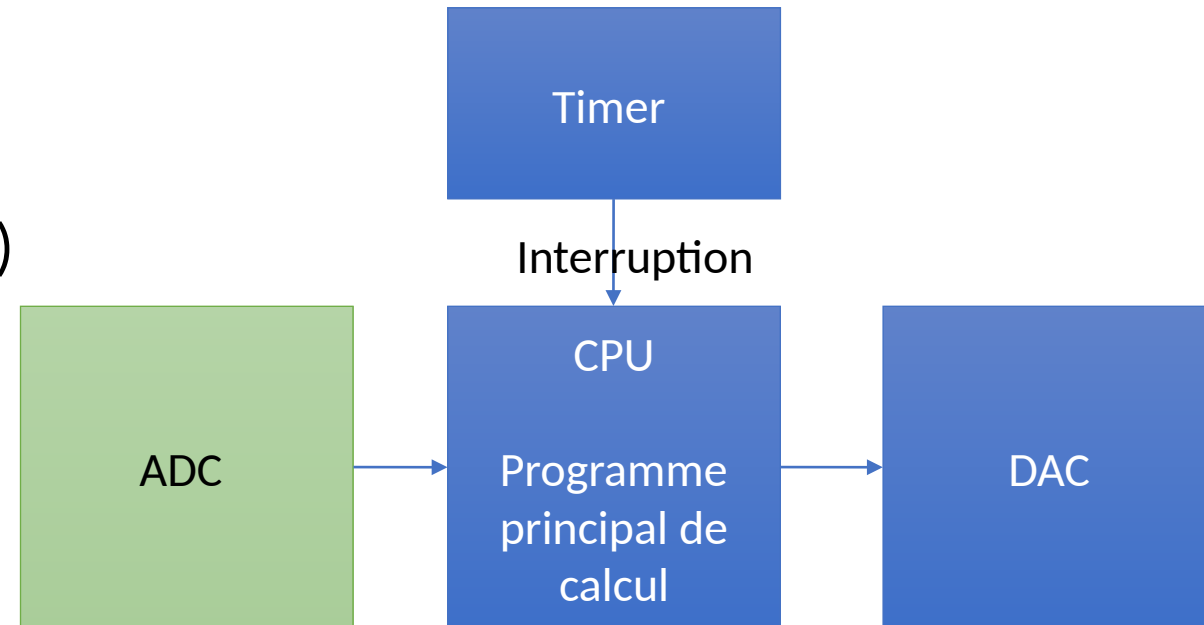 Timer
)
Interruption
CPU
ADC
Programme
principal de
calcul
DAC